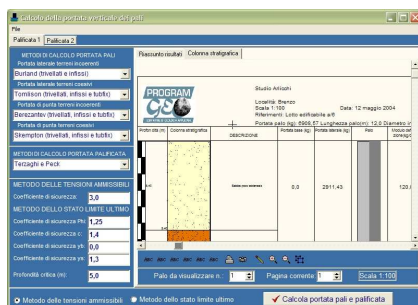 Calcolo della portata verticale dei pali
File
Palificata 1 Palificata 2
METODI DI CALCOLO PORTATA PALI
Portata laterale terreni incoerenti
Burland (trivellati e infissi)
Portata laterale terreni coesivi
Tomlison (trivellati, infissi e tubfix)
Portata di punta terreni incoerenti
Berezantev (trivellati, infissi e tubfix)
Portata di punta terreni coesivi
Skempton (trivellati, infissi e tubfix)
METODI DI CALCOLO PORTATA PALIFICATA
Terzaghi e Peck
METODO DELLE TENSIONI AMMISSIBILI
Coefficiente di sicurezza: 3,0
METODO DELLO STATO LIMITE ULTIMO
Coefficiente di sicurezza Phi: 1,25
Coefficiente di sicurezza c: 1,4
Coefficiente di sicurezza yb: 0,0
Coefficiente di sicurezza ys: 1,3
Profondità critica (m): 5,0
Metodo delle tensioni ammissibili Metodo dello stato limite ultimo
Riassunto risultati Colonna stratigrafica
PROGRAM
GEO
Studio
Località: Brenzo
Scala 1:100 Data: 12 maggio 2004
Riferimenti: Lotto edificabile a/6
Portata palo (kg): 6908,57 Lunghezza palo(m): 12,0 Diametro
Profondità (m) Colonna stratigrafica DESCRIZIONE Portata base (kg) Portata laterale (kg) Palo
0,0 2911,43 120,
Palo da visualizzare n.: 1 Pagina corrente: 1 Scala 1:100
Calcola portata pali e palificata